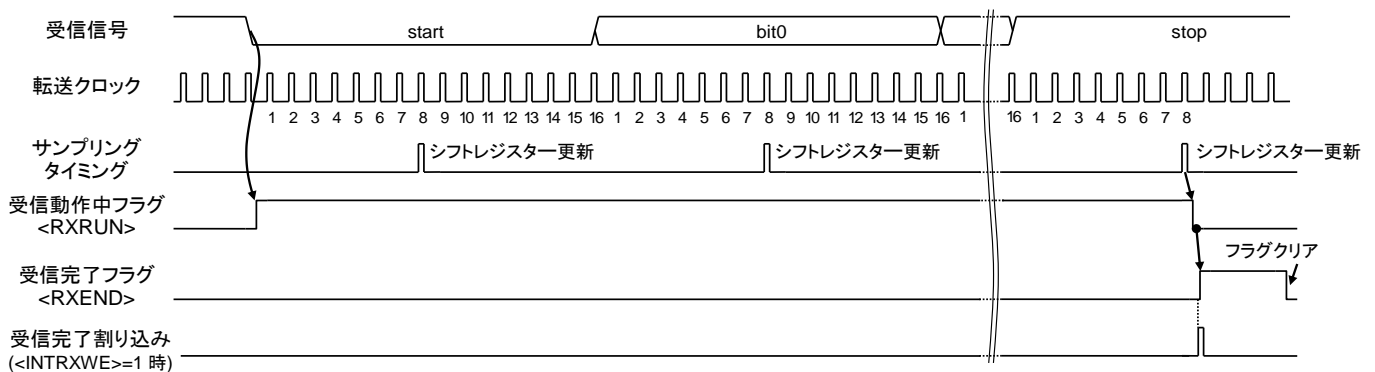 受信信号
start
bit0
stop
転送クロック
1 2 3 4 5 6 7 8 9 10 11 12 13 14 15 16 1 2 3 4 5 6 7 8 9 10 11 12 13 14 15 16 1 16 1 2 3 4 5 6 7 8
サンプリング
タイミング
シフトレジスター更新
シフトレジスター更新
シフトレジスター更新
受信動作中フラグ
<RXRUN>
フラグクリア
受信完了フラグ
<RXEND>
受信完了割り込み
(<INTRXWE>=1 時)